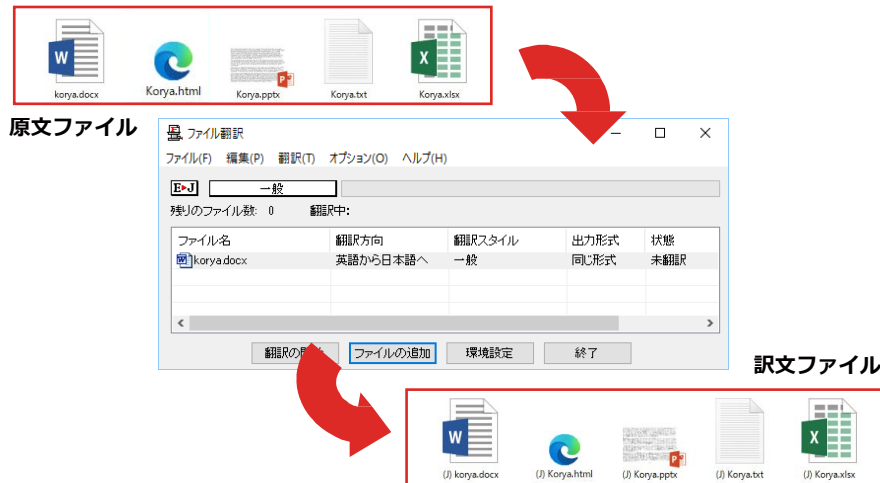 korya.docx Korya.html Korya.pptx Korya.txt Korya.xlsx
原文ファイル
ファイル翻訳
ファイル(F) 編集(P) 翻訳(T) オプション(O) ヘルプ(H)
E▶J 一般
残りのファイル数: 0 翻訳中:
ファイル名 翻訳方向 翻訳スタイル 出力形式 状態
korya.docx 英語から日本語へ 一般 同じ形式 未翻訳
翻訳の ファイルの追加 環境設定 終了
訳文ファイル
(J) korya.docx (J) Korya.html (J) Korya.pptx (J) Korya.txt (J) Korya.xlsx